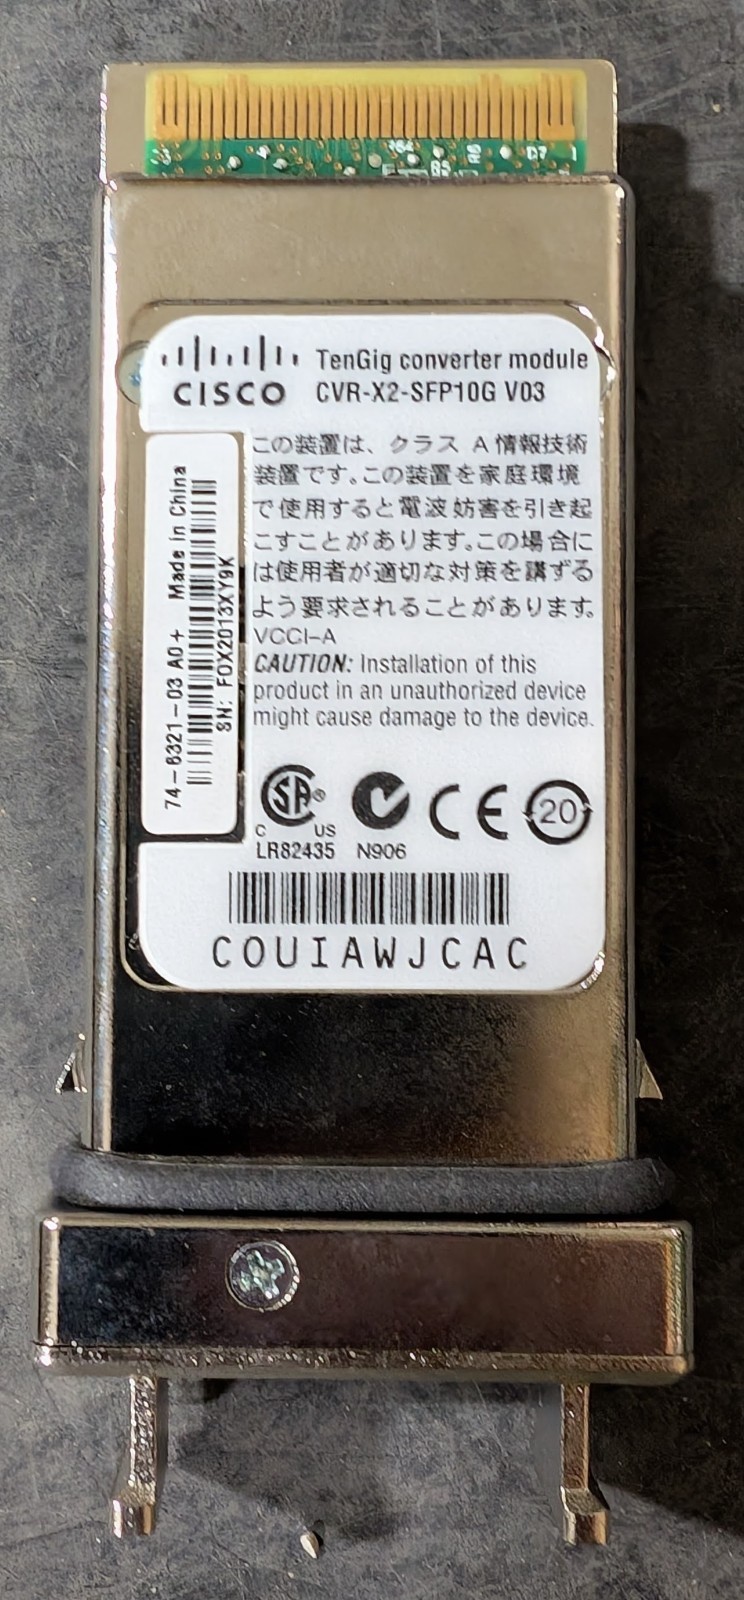 TenGig converter module
CISCO CVR-X2-SFP10G V03
この装置は、クラス A 情報技術
装置です。この装置を家庭環境
で使用すると電波妨害を引き起
こすことがあります。この場合に
は使用者が適切な対策を講ずる
よう要求されることがあります。
VCCI-A
CAUTION: Installation of this
product in an unauthorized device
might cause damage to the device.
74-6321-03 A0+ Made in China
SN: FOX2013XY9K
SA®
C US
LR82435 N906
CE 20
COUIAWJCAC